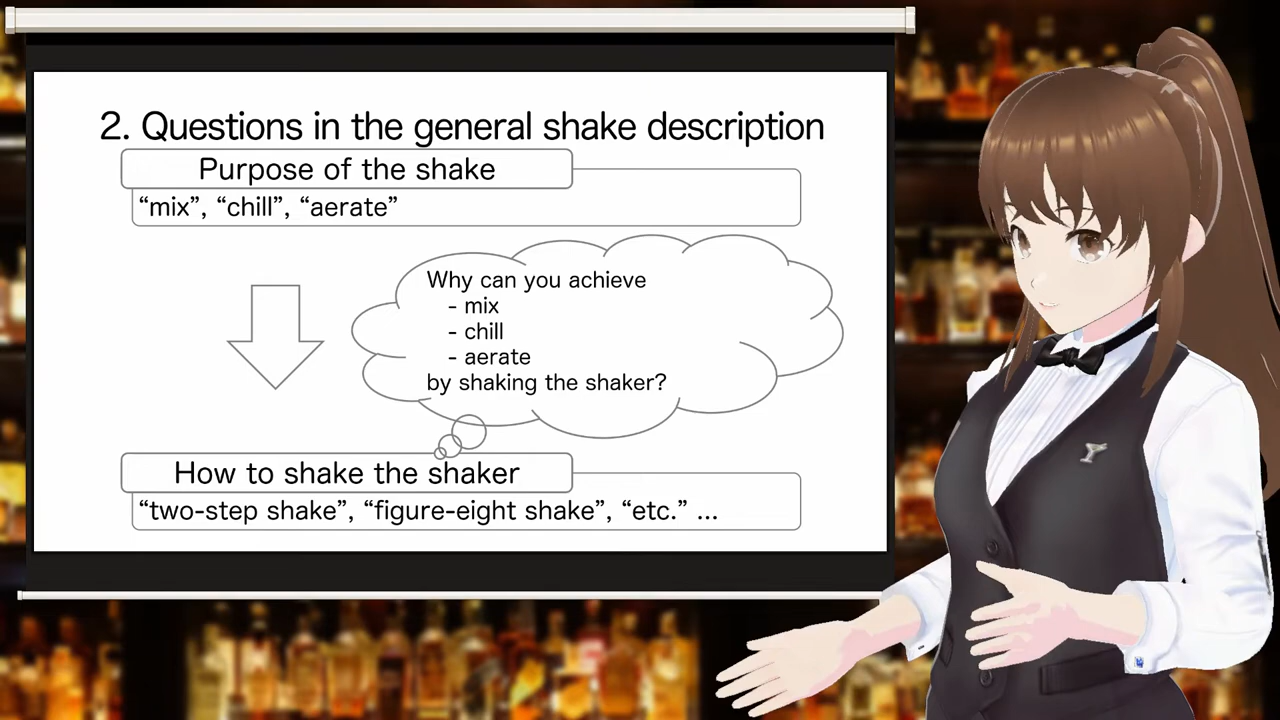 2. Questions in the general shake description
Purpose of the shake
“mix”, “chill”, “aerate”
Why can you achieve
- mix
- chill
- aerate
by shaking the shaker?
How to shake the shaker
“two-step shake”, “figure-eight shake”, “etc.” ...